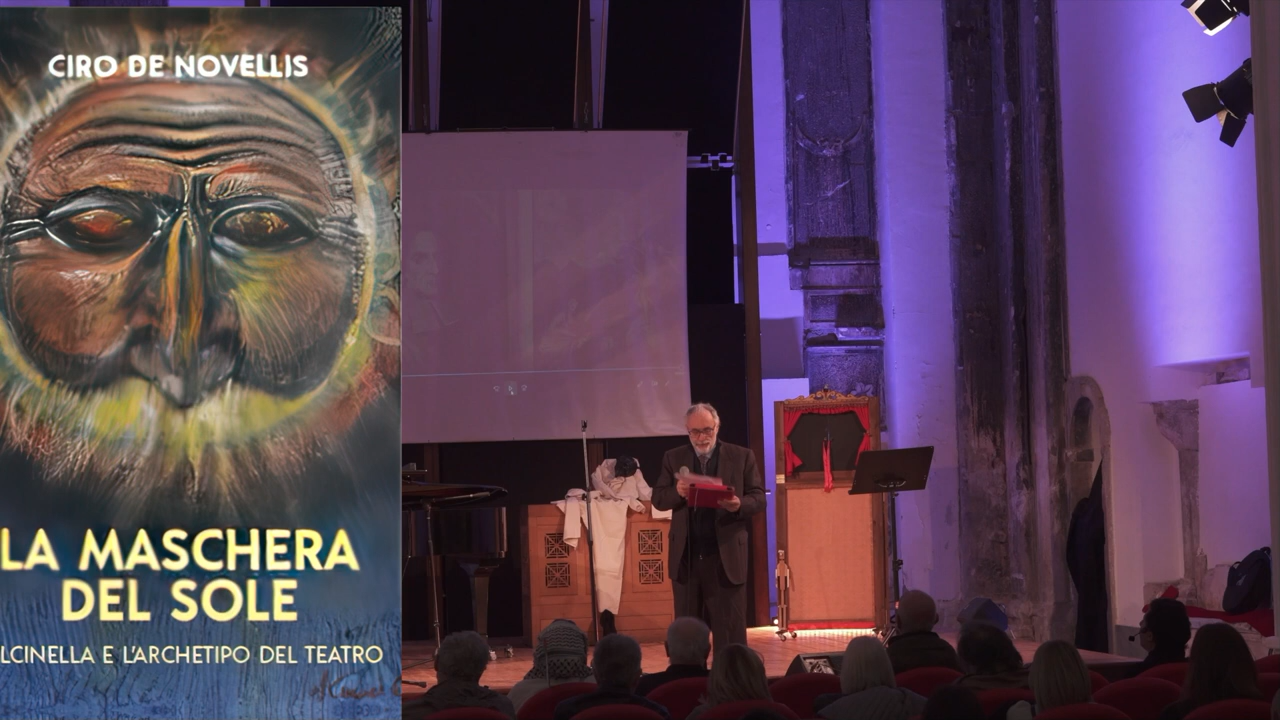 CIRO DE NOVELLIS
LA MASCHERA
DEL SOLE
LCINELLA E L'ARCHETIPO DEL TEATRO